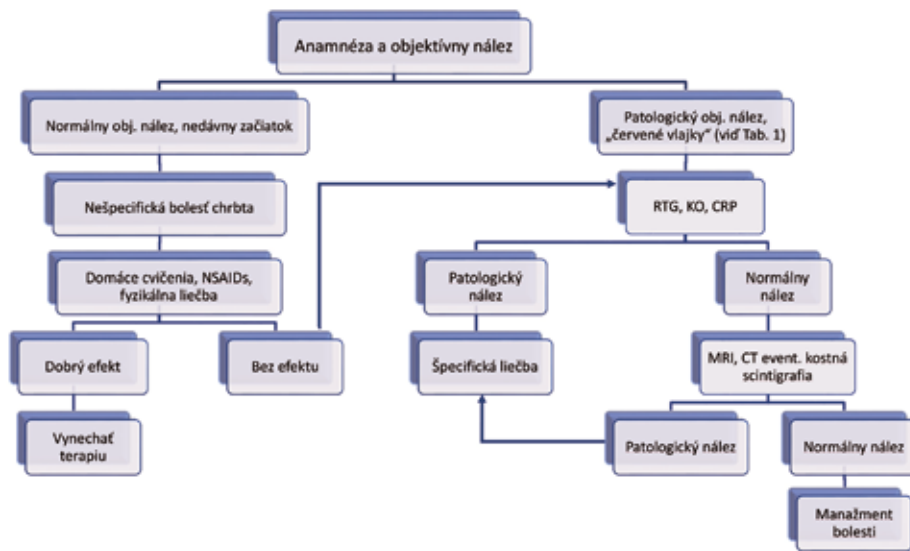 Anamnéza a objektívny nález
Normálny obj. nález, nedávny začiatok
Patologický obj. nález,
„červené vlajky“ (viď Tab. 1)
Nešpecifická bolesť chrbta
RTG, KO, CRP
Domáce cvičenia, NSAIDs,
fyzikálna liečba
Patologický
nález
Normálny
nález
Dobrý efekt
Bez efektu
Špecifická liečba
MRI, CT event. kostná
scintigrafia
Vynechať
terapiu
Patologický nález
Normálny nález
Manažment
bolesti